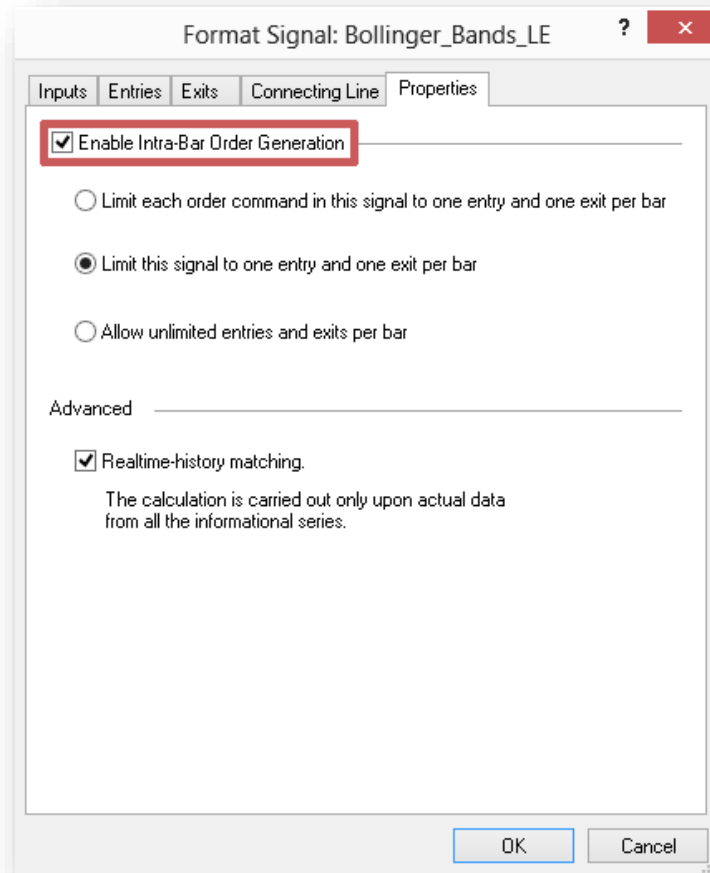 Format Signal: Bollinger_Bands_LE
?
Inputs Entries Exits Connecting Line Properties
Enable Intra-Bar Order Generation
Limit each order command in this signal to one entry and one exit per bar
Limit this signal to one entry and one exit per bar
Allow unlimited entries and exits per bar
Advanced
Realtime-history matching.
The calculation is carried out only upon actual data
from all the informational series.
OK Cancel